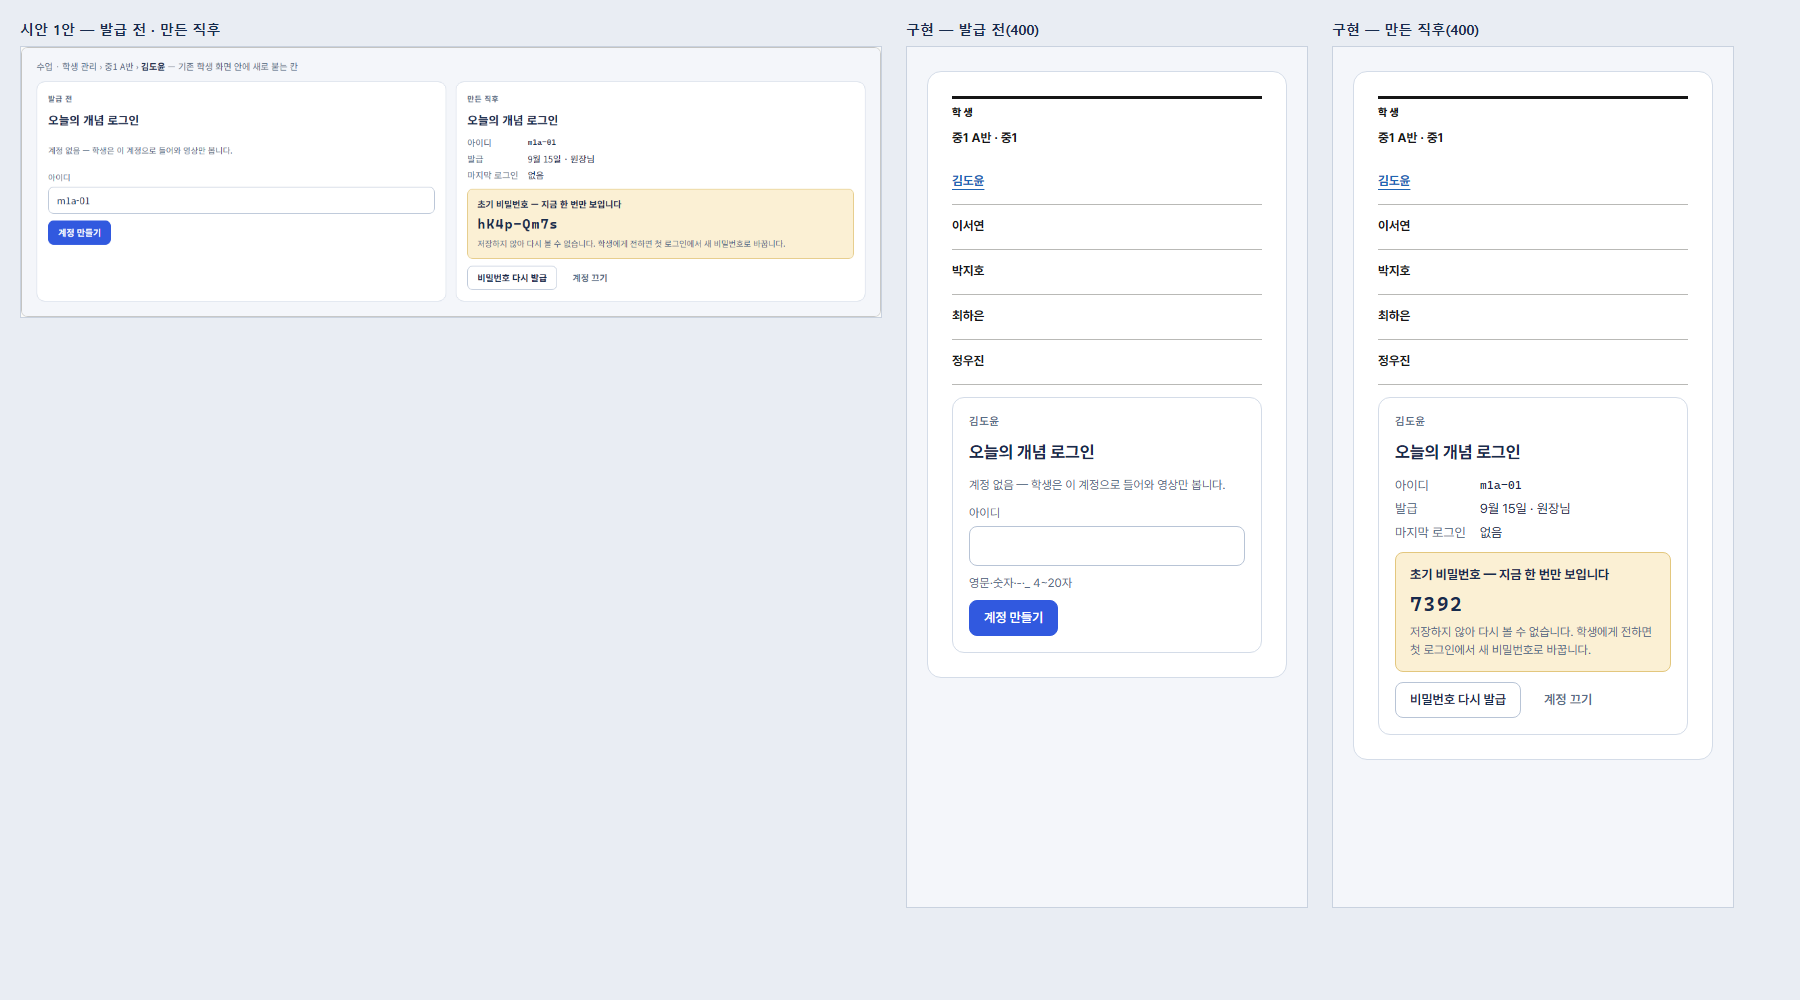 시안 1안 — 발급 전 · 만든 직후
수업 · 학생 관리 › 중1 A반 › 김도윤 — 기존 학생 화면 안에 새로 붙는 칸
발급 전
오늘의 개념 로그인
계정 없음 — 학생은 이 계정으로 들어와 영상만 봅니다.
아이디
m1a-01
계정 만들기
만든 직후
오늘의 개념 로그인
아이디 m1a-01
발급 9월 15일 · 원장님
마지막 로그인 없음
초기 비밀번호 — 지금 한 번만 보입니다
hK4p-Qm7s
저장하지 않아 다시 볼 수 없습니다. 학생에게 전하면 첫 로그인에서 새 비밀번호로 바꿉니다.
비밀번호 다시 발급 계정 끄기
구현 — 발급 전(400)
학생
중1 A반 · 중1
김도윤
이서연
박지호
최하은
정우진
김도윤
오늘의 개념 로그인
계정 없음 — 학생은 이 계정으로 들어와 영상만 봅니다.
아이디
영문·숫자·-·_ 4~20자
계정 만들기
구현 — 만든 직후(400)
학생
중1 A반 · 중1
김도윤
이서연
박지호
최하은
정우진
김도윤
오늘의 개념 로그인
아이디 m1a-01
발급 9월 15일 · 원장님
마지막 로그인 없음
초기 비밀번호 — 지금 한 번만 보입니다
7392
저장하지 않아 다시 볼 수 없습니다. 학생에게 전하면
첫 로그인에서 새 비밀번호로 바꿉니다.
비밀번호 다시 발급 계정 끄기